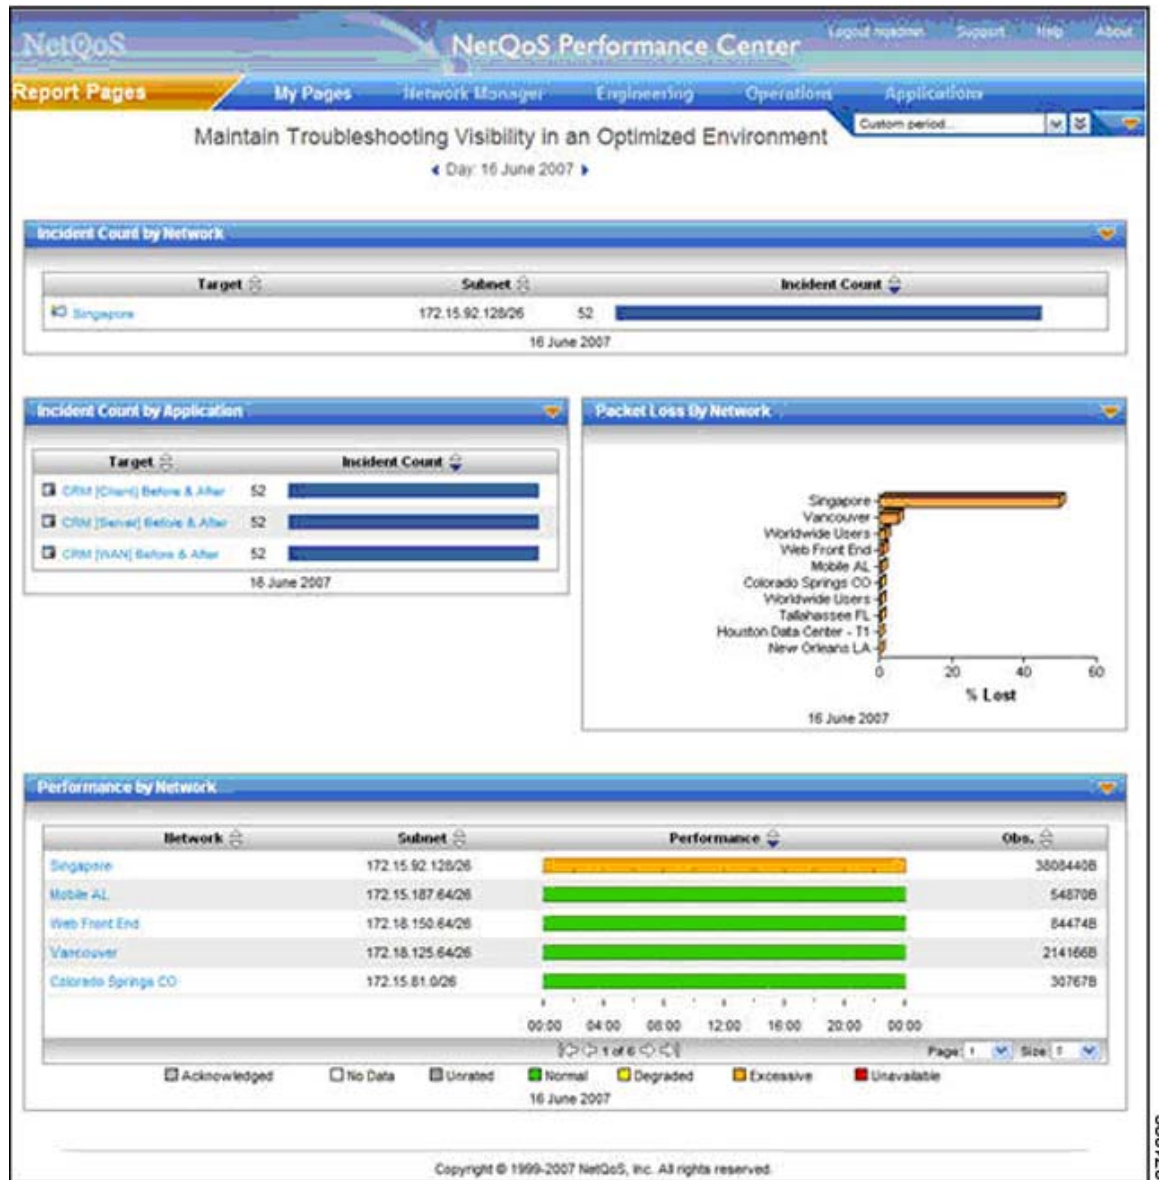 NetQoS
NetQoS Performance Center
Logout nqadmin Support Help About
Report Pages
My Pages Network Manager Engineering Operations Applications
Custom period...
Maintain Troubleshooting Visibility in an Optimized Environment
Day: 16 June 2007
Incident Count by Network
Target Subnet Incident Count
Singapore 172.15.92.128/26 52
16 June 2007
Incident Count by Application
Target Incident Count
CRM [Client] Before & After 52
CRM [Server] Before & After 52
CRM [WAN] Before & After 52
16 June 2007
Packet Loss By Network
Singapore
Vancouver
Worldwide Users
Web Front End
Mobile AL
Colorado Springs CO
Worldwide Users
Tallahassee FL
Houston Data Center - T1
New Orleans LA
0 20 40 60
% Lost
16 June 2007
Performance by Network
Network Subnet Performance Obs.
Singapore 172.15.92.128/26 3808440B
Mobile AL 172.15.187.64/26 54870B
Web Front End 172.18.150.64/26 84474B
Vancouver 172.18.125.64/26 214166B
Colorado Springs CO 172.15.81.0/26 30767B
00:00 04:00 08:00 12:00 16:00 20:00 00:00
1 of 6
Page: 1 Size: 5
Acknowledged No Data Unrated Normal Degraded Excessive Unavailable
16 June 2007
Copyright © 1999-2007 NetQoS, Inc. All rights reserved.